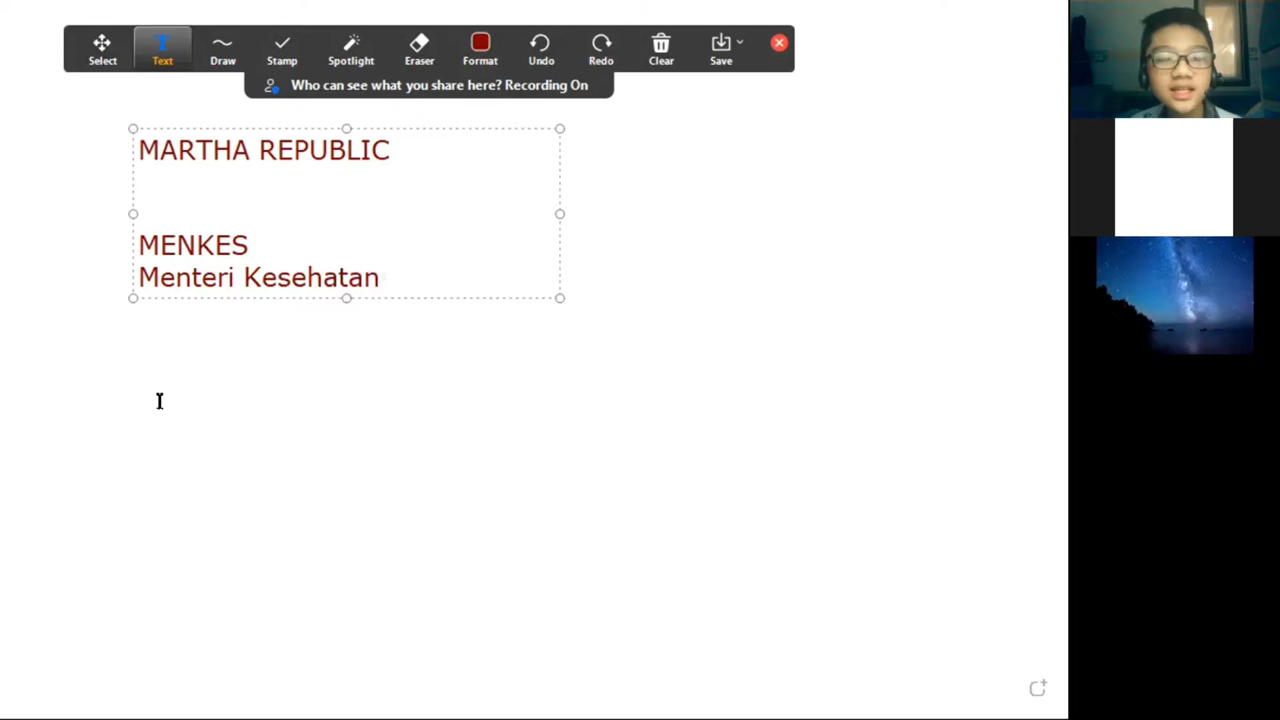 Select Text Draw Stamp Spotlight Eraser Format Undo Redo Clear Save
Who can see what you share here? Recording On
MARTHA REPUBLIC
MENKES
Menteri Kesehatan